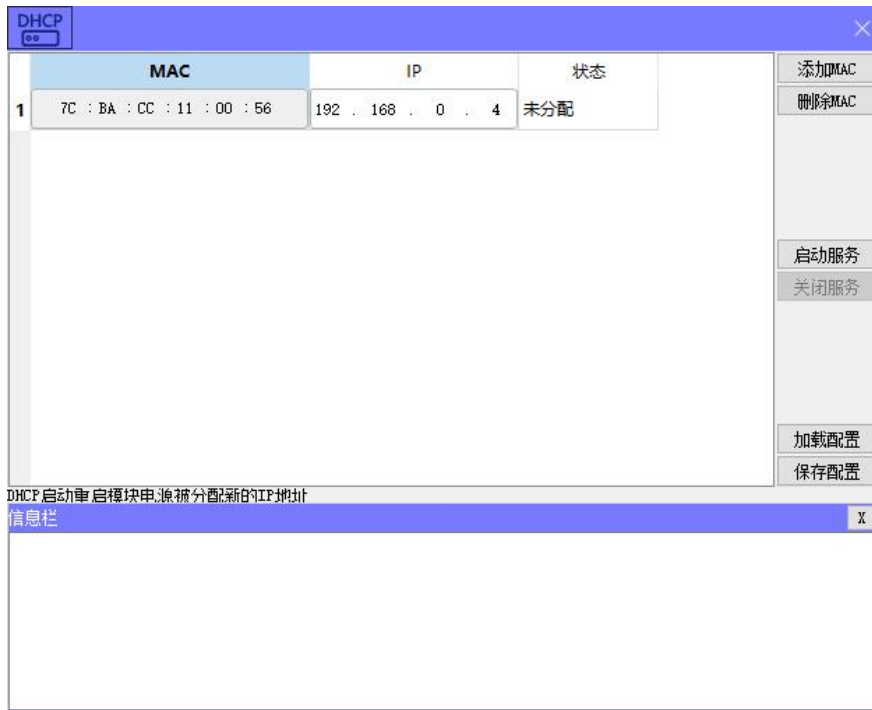 DHCP
MAC IP 状态 添加MAC
1 7C : BA : CC : 11 : 00 : 56 192 . 168 . 0 . 4 未分配 删除MAC
启动服务
关闭服务
加载配置
保存配置
DHCP启动重启模块电源被分配新的IP地址
信息栏 X